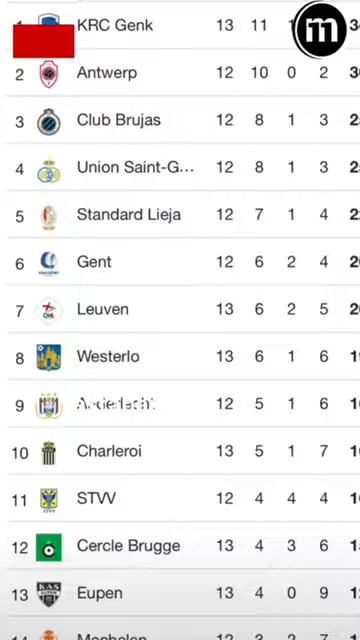 KRC Genk 13 11
m
2 Antwerp 12 10 0 2
3 Club Brujas 12 8 1 3
4 Union Saint-G... 12 8 1 3
5 Standard Lieja 12 7 1 4
6 Gent 12 6 2 4
7 Leuven 13 6 2 5
8 Westerlo 13 6 1 6
9 Anderlecht 12 5 1 6
10 Charleroi 13 5 1 7
11 STVV 12 4 4 4
12 Cercle Brugge 13 4 3 6
13 Eupen 13 4 0 9